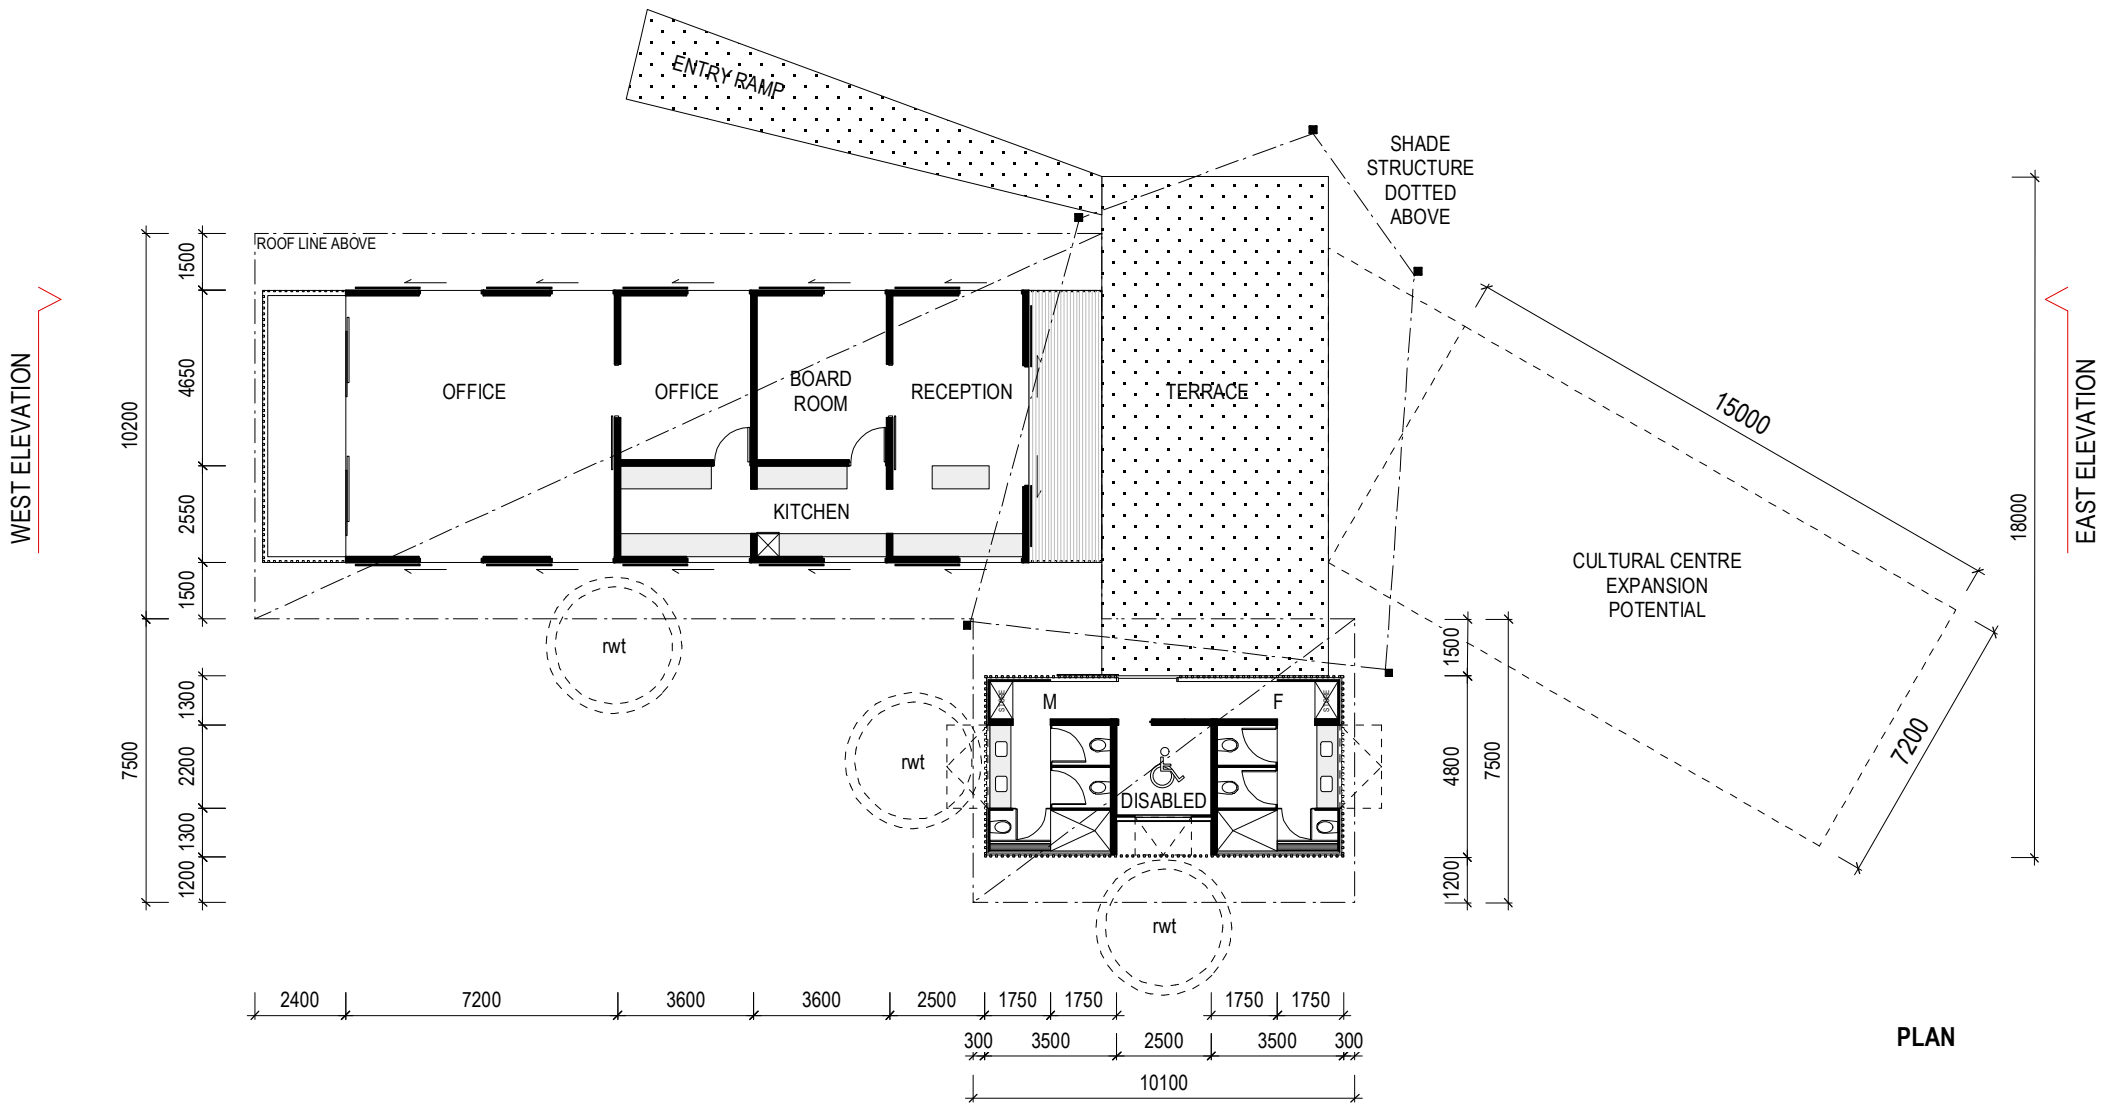 ENTRY RAMP
SHADE
STRUCTURE
DOTTED
ABOVE
ROOF LINE ABOVE
WEST ELEVATION
EAST ELEVATION
OFFICE
OFFICE
BOARD
ROOM
RECEPTION
TERRACE
KITCHEN
CULTURAL CENTRE
EXPANSION
POTENTIAL
15000
7200
18000
10200
7500
1500
4650
2550
1500
1300
2200
1300
1200
rwt
rwt
rwt
M
F
STORE
STORE
DISABLED
1500
4800
1200
7500
2400
7200
3600
3600
2500
1750
1750
1750
1750
300
3500
2500
3500
300
10100
PLAN